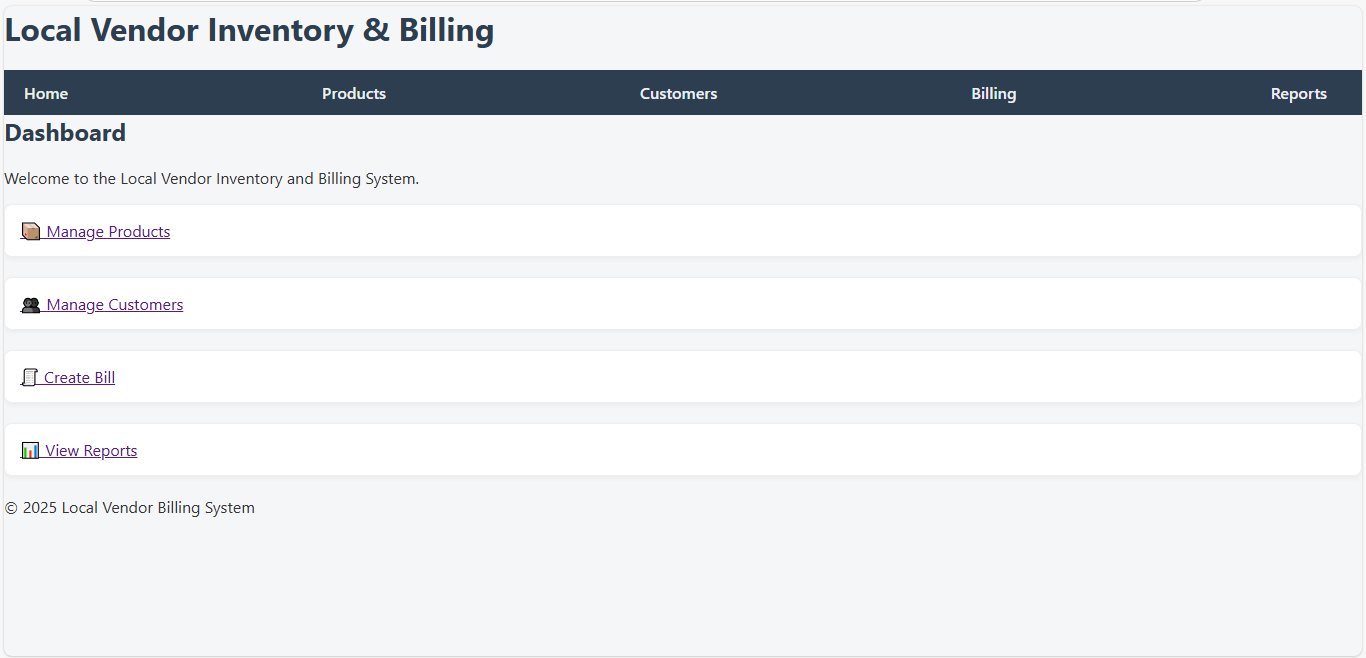 Local Vendor Inventory & Billing
Home Products Customers Billing Reports
Dashboard
Welcome to the Local Vendor Inventory and Billing System.
Manage Products
Manage Customers
Create Bill
View Reports
© 2025 Local Vendor Billing System